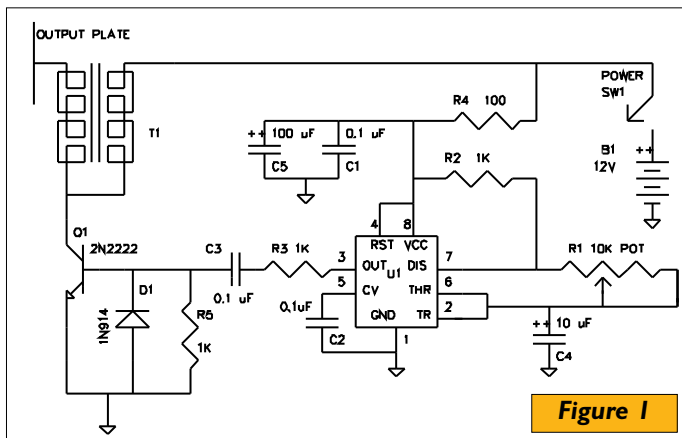 OUTPUT PLATE
T1
POWER
SW1
R4 100
++ 100 uF
0.1 uF
C5
C1
R2 1K
++
B1
12V
4
8
RST
VCC
Q1
2N2222
C3
R3 1K
3
OUT
U1
DIS
7
R1 10K POT
5
CV
THR
6
0.1 uF
D1
1N914
R5
1K
0.1uF
C2
GND
TR
2
1
++
10 uF
C4
Figure 1